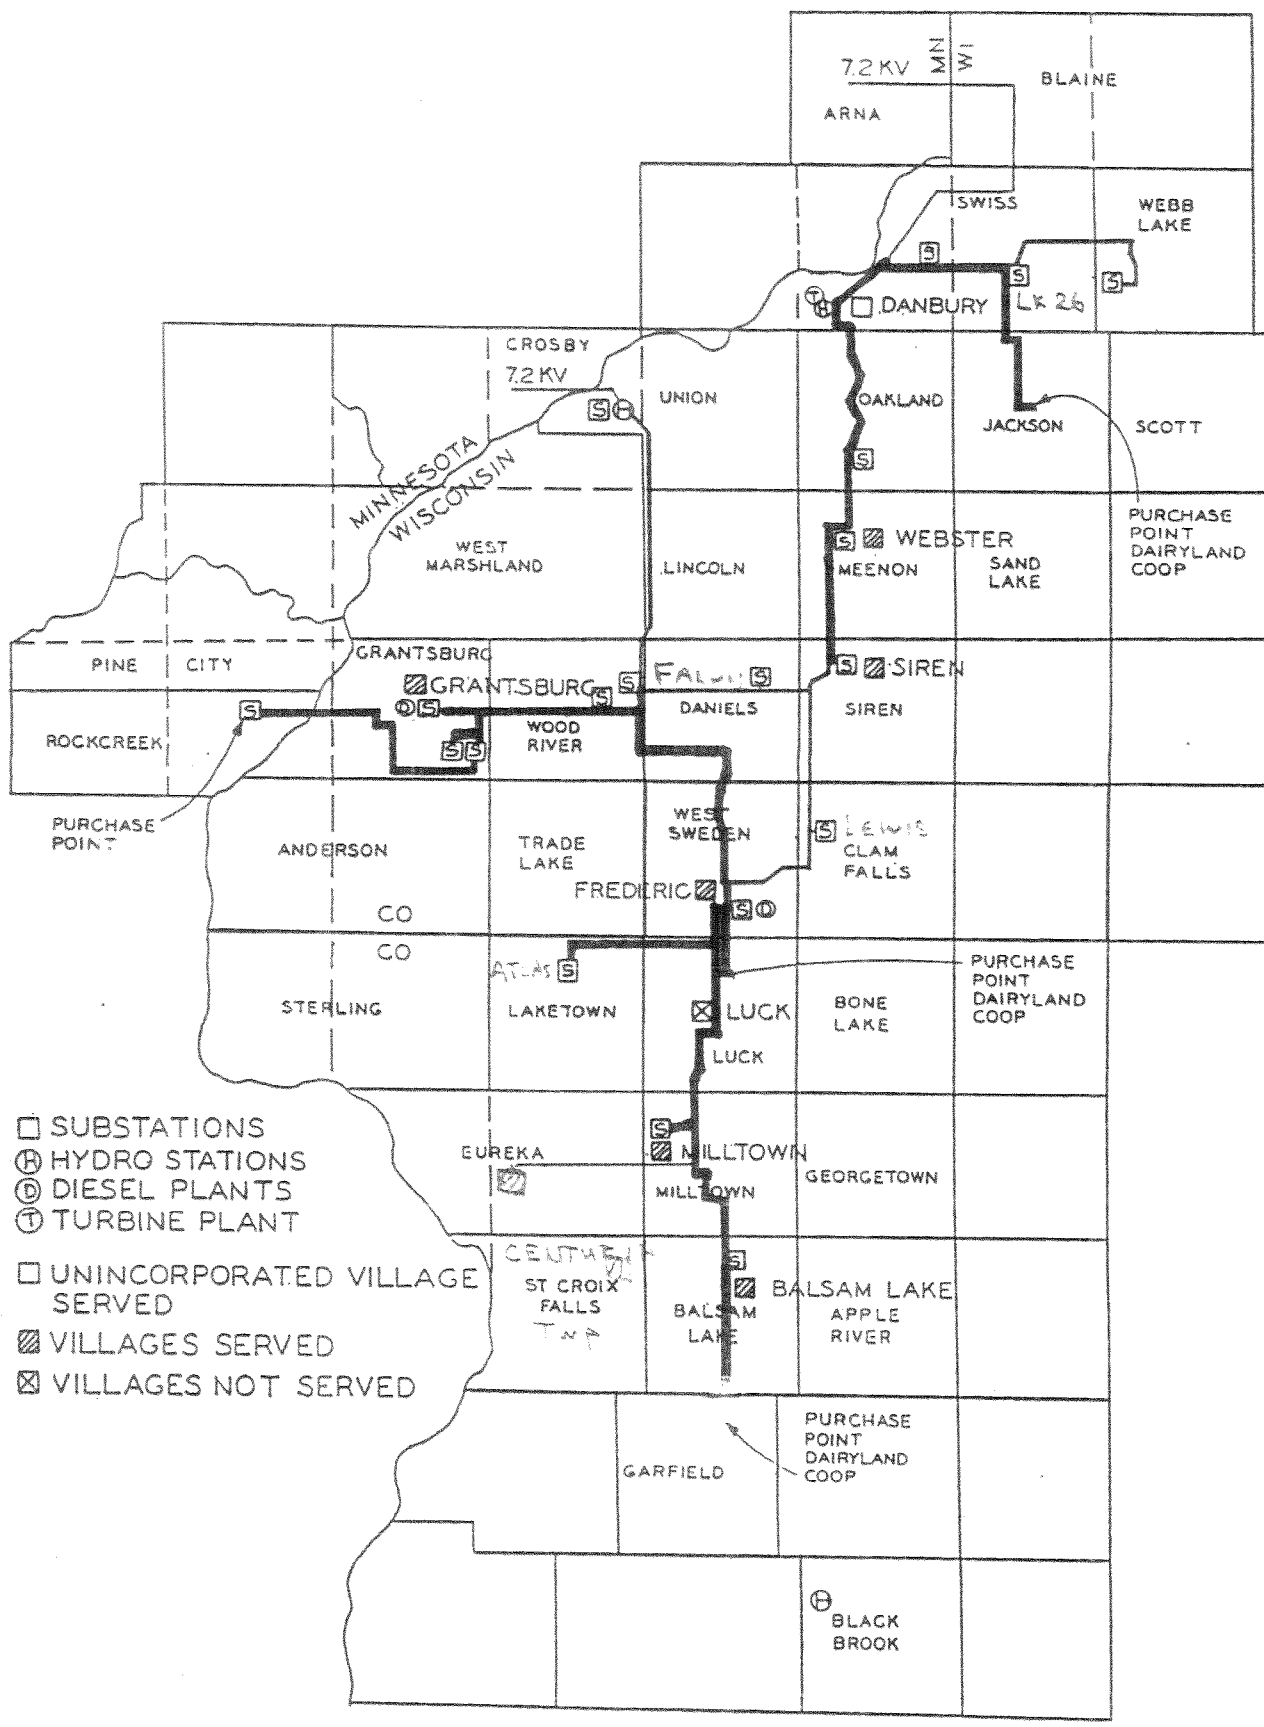 7.2 KV
MN
WI
BLAINE
ARNA
SWISS
WEBB
LAKE
S
S
S
T
H
DANBURY
LK 26
CROSBY
7.2 KV
UNION
OAKLAND
JACKSON
SCOTT
S
H
S
MINNESOTA
WISCONSIN
PURCHASE
POINT
DAIRYLAND
COOP
WEST
MARSHLAND
LINCOLN
S
WEBSTER
MEENON
SAND
LAKE
PINE CITY
GRANTSBURG
GRANTSBURG
S
S
S
S
SIREN
DANIELS
SIREN
D
S
S
ROCKCREEK
WOOD
RIVER
S
S
PURCHASE
POINT
ANDERSON
TRADE
LAKE
WEST
SWEDEN
S
LEWIS
CLAM
FALLS
FREDERIC
S
D
CO
CO
ATLAS
S
STERLING
LAKETOWN
LUCK
LUCK
BONE
LAKE
PURCHASE
POINT
DAIRYLAND
COOP
EUREKA
S
MILLTOWN
MILLTOWN
GEORGETOWN
SUBSTATIONS
H HYDRO STATIONS
D DIESEL PLANTS
T TURBINE PLANT
UNINCORPORATED VILLAGE
SERVED
VILLAGES SERVED
VILLAGES NOT SERVED
ST CROIX
FALLS
TWP
S
BALSAM LAKE
BALSAM
LAKE
APPLE
RIVER
PURCHASE
POINT
DAIRYLAND
COOP
GARFIELD
H
BLACK
BROOK